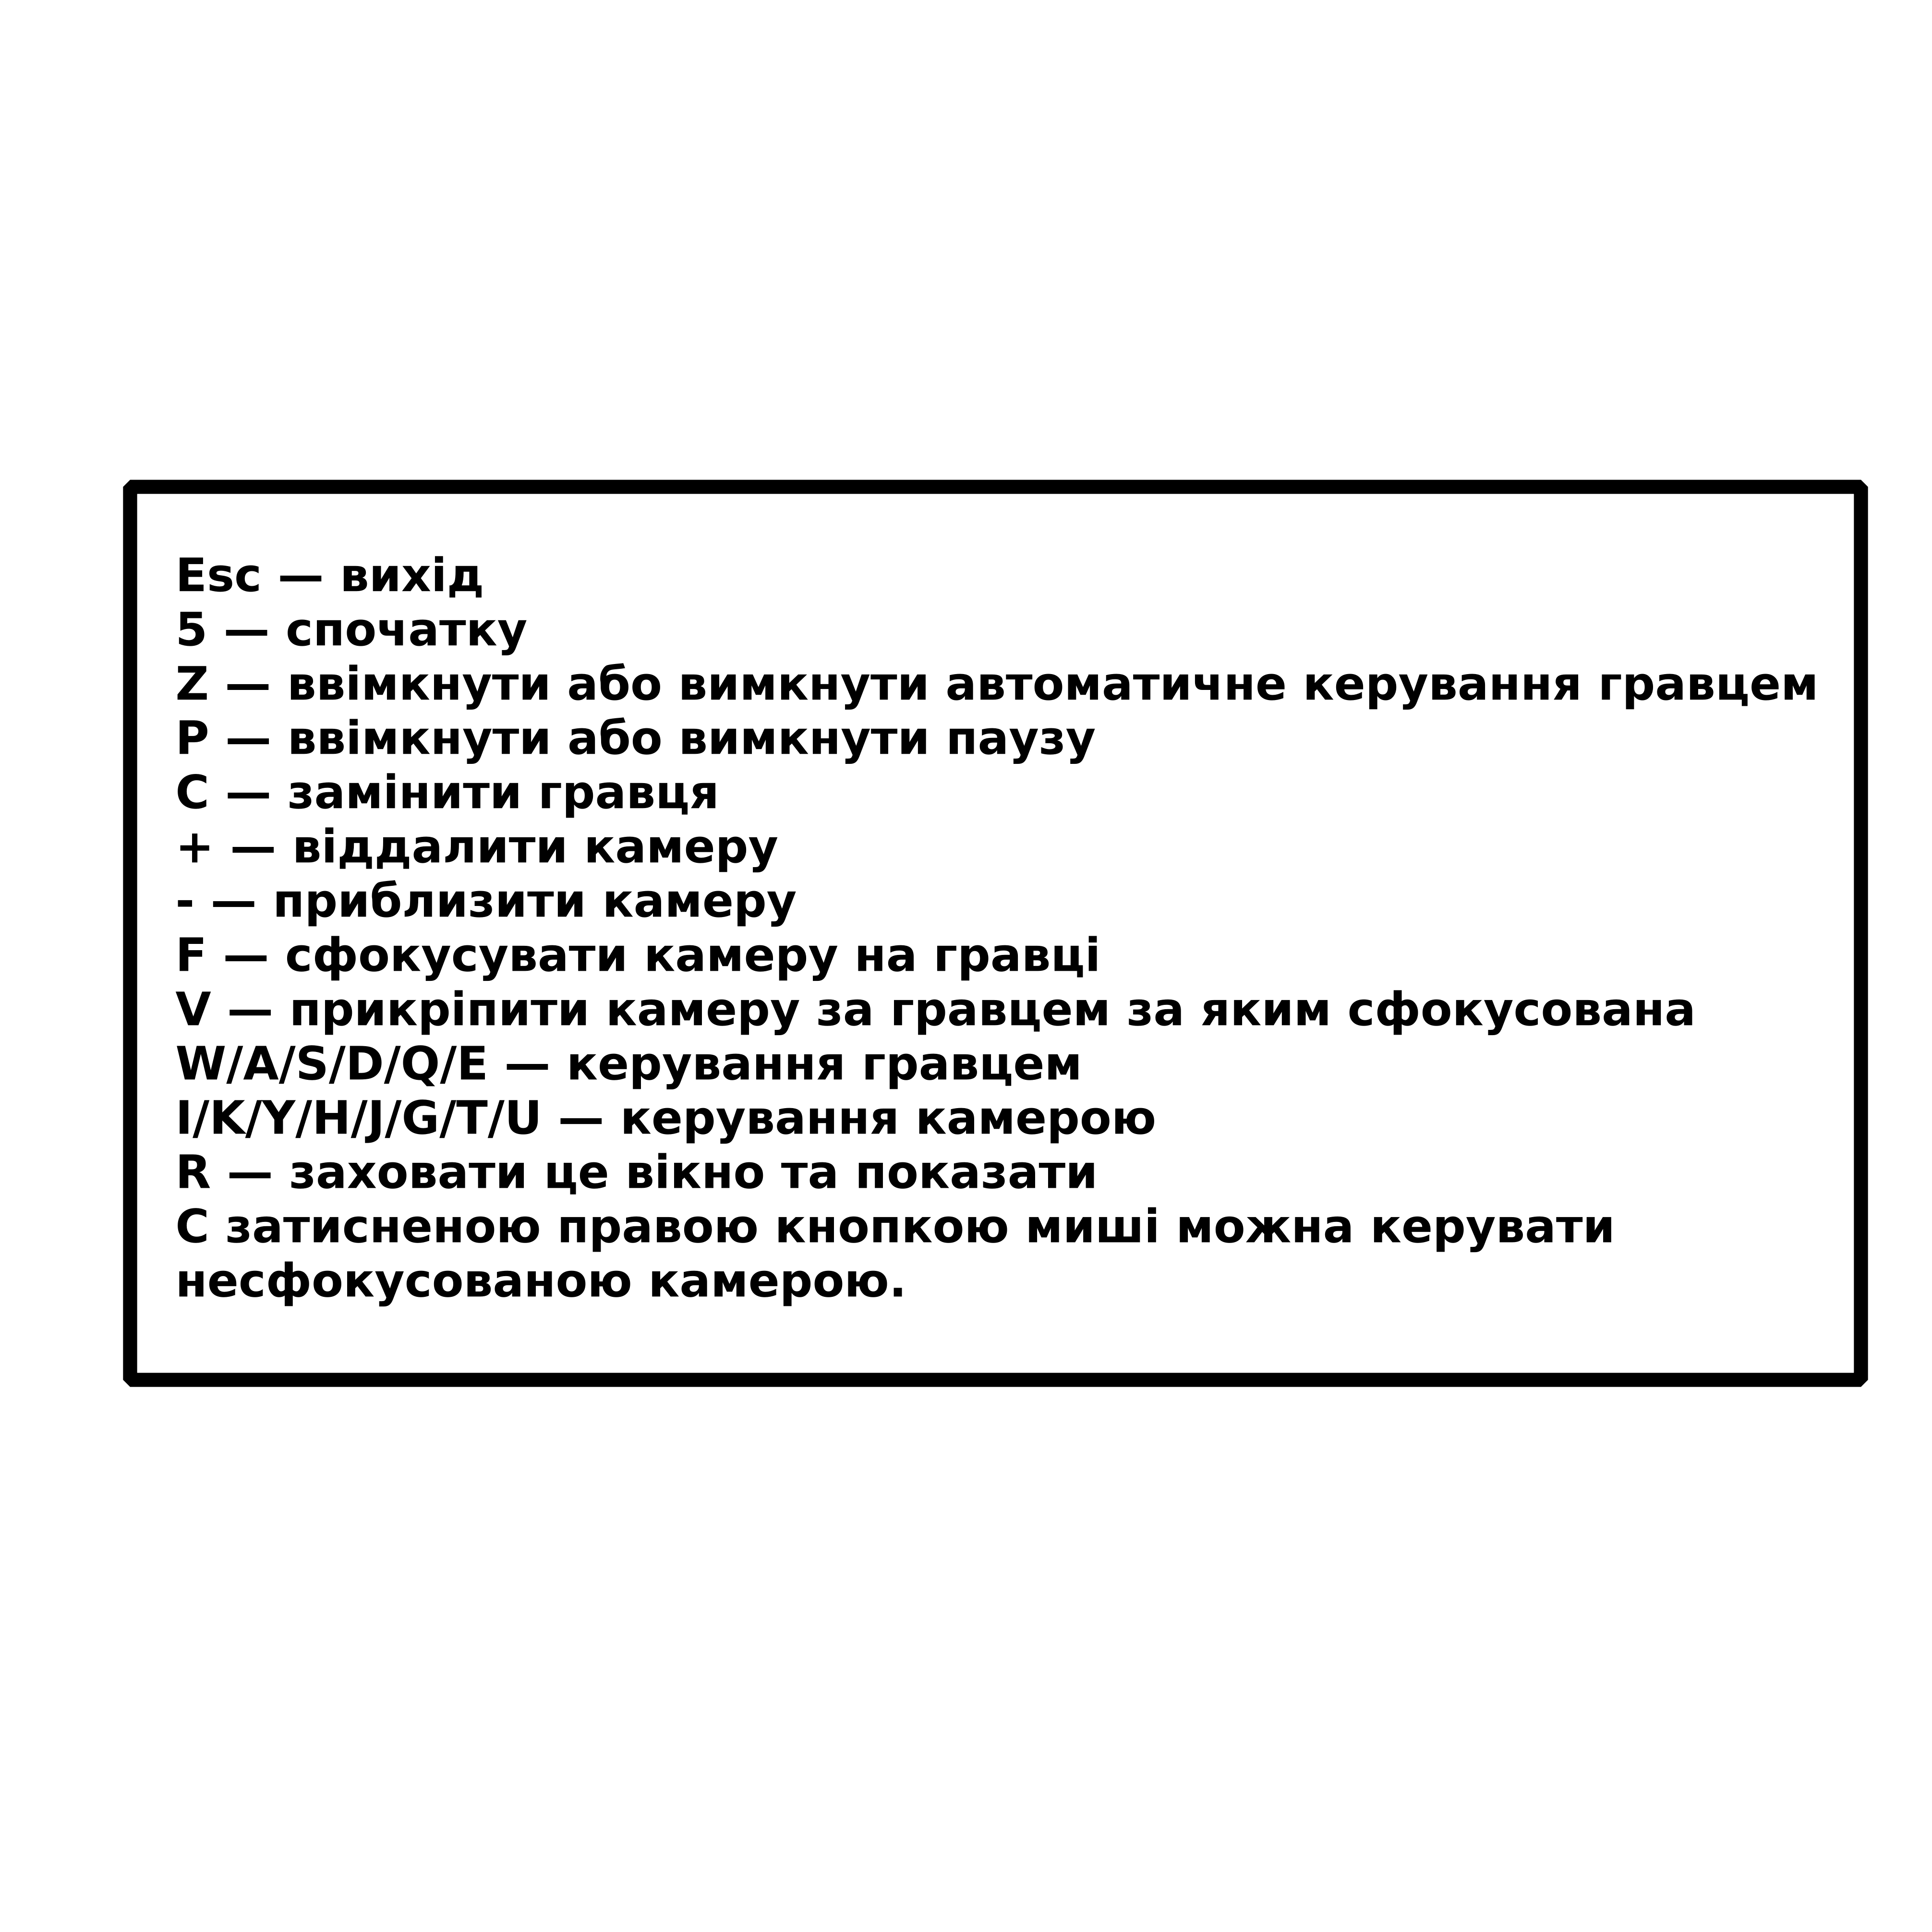 Esc — вихід
5 — спочатку
Z — ввімкнути або вимкнути автоматичне керування гравцем
P — ввімкнути або вимкнути паузу
C — замінити гравця
+ — віддалити камеру
- — приблизити камеру
F — сфокусувати камеру на гравці
V — прикріпити камеру за гравцем за яким сфокусована
W/A/S/D/Q/E — керування гравцем
I/K/Y/H/J/G/T/U — керування камерою
R — заховати це вікно та показати
С затисненою правою кнопкою миші можна керувати
несфокусованою камерою.